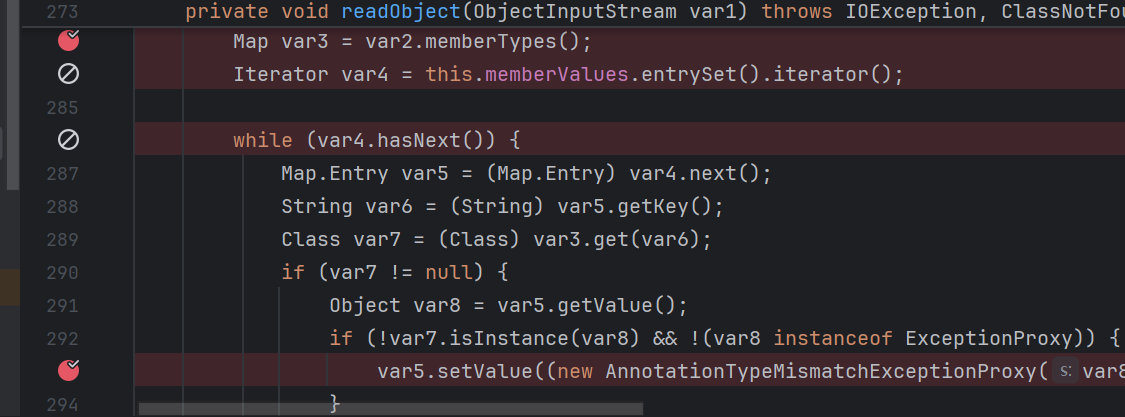 273 private void readObject(ObjectInputStream var1) throws IOException, ClassNotFou
Map var3 = var2.memberTypes();
Iterator var4 = this.memberValues.entrySet().iterator();
285
while (var4.hasNext()) {
287 Map.Entry var5 = (Map.Entry) var4.next();
288 String var6 = (String) var5.getKey();
289 Class var7 = (Class) var3.get(var6);
290 if (var7 != null) {
291 Object var8 = var5.getValue();
292 if (!var7.isInstance(var8) && !(var8 instanceof ExceptionProxy)) {
var5.setValue((new AnnotationTypeMismatchExceptionProxy( s: var8
294 }